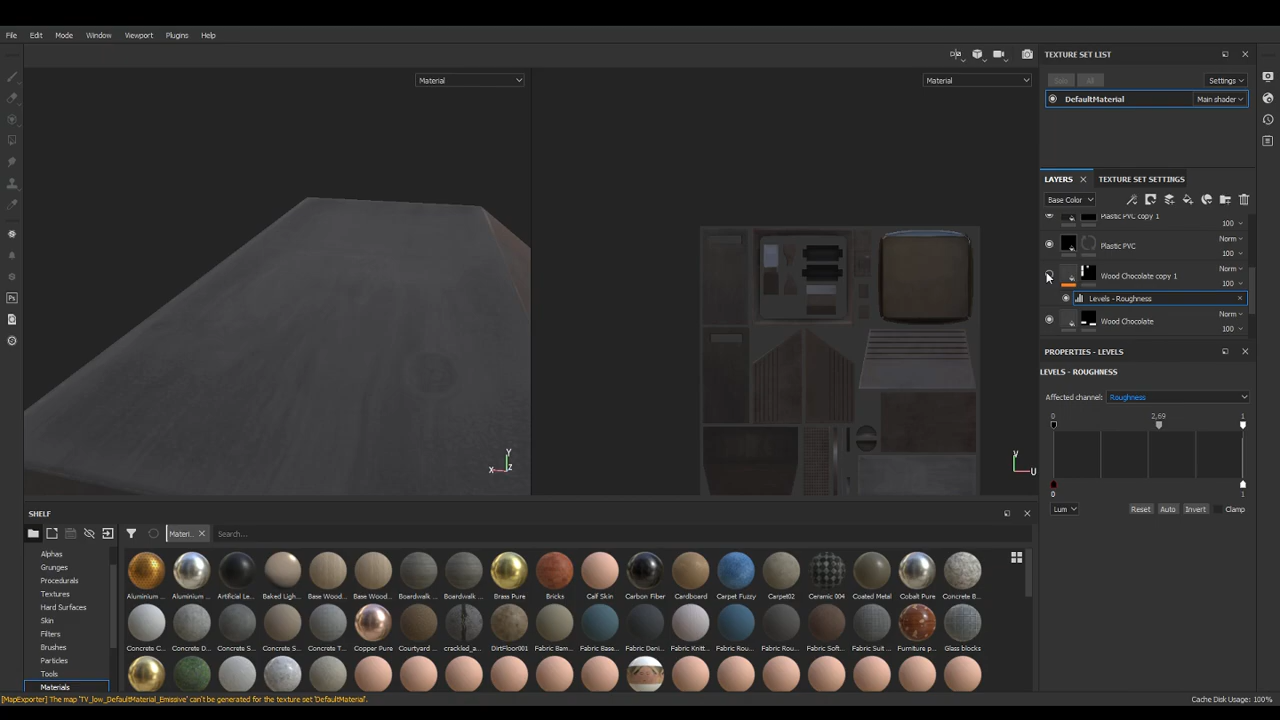 File Edit Mode Window Viewport Plugins Help
TEXTURE SET LIST
Material
Material
Solo All Settings
DefaultMaterial Main shader
LAYERS TEXTURE SET SETTINGS
Base Color
Plastic PVC copy 1
100
Norm
Plastic PVC
100
Norm
Wood Chocolate copy 1
100
Levels - Roughness
Norm
Wood Chocolate
100
PROPERTIES - LEVELS
LEVELS - ROUGHNESS
Affected channel: Roughness
0 2,69 1
0 1
Lum Reset Auto Invert Clamp
Y
X Z
V
U
SHELF
Materi... Search...
Alphas
Grunges
Procedurals
Textures
Hard Surfaces
Skin
Filters
Brushes
Particles
Tools
Materials
Aluminium ... Aluminium ... Artificial Le... Baked Ligh... Base Wood... Base Wood... Boardwalk ... Boardwalk ... Brass Pure Bricks Calf Skin Carbon Fiber Cardboard Carpet Fuzzy Carpet02 Ceramic 004 Coated Metal Cobalt Pure Concrete B...
Concrete C... Concrete D... Concrete S... Concrete S... Concrete T... Copper Pure Courtyard ... crackled_a... DirtFloor001 Fabric Bam... Fabric Base... Fabric Deni... Fabric Knitt... Fabric Rou... Fabric Rou... Fabric Soft... Fabric Suit ... Furniture p... Glass blocks
[MapExporter] The map 'TV_low_DefaultMaterial_Emissive' can't be generated for the texture set 'DefaultMaterial'.
Cache Disk Usage: 100%